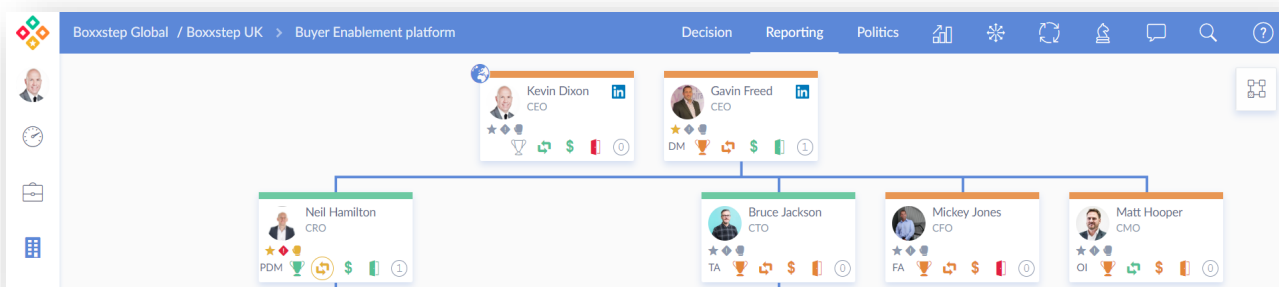 Boxxstep Global / Boxxstep UK > Buyer Enablement platform
Decision Reporting Politics
Kevin Dixon in
CEO
$ 0
Gavin Freed in
CEO
DM $ 1
Neil Hamilton
CRO
PDM $ 1
Bruce Jackson
CTO
TA $ 0
Mickey Jones
CFO
FA $ 0
Matt Hooper
CMO
OI $ 0